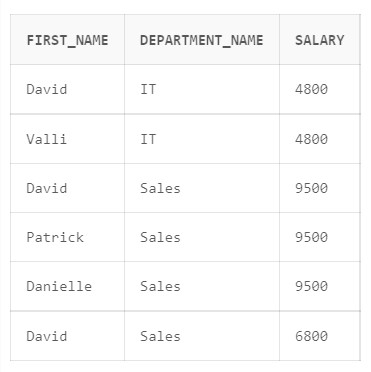 FIRST_NAME DEPARTMENT_NAME SALARY
David IT 4800
Valli IT 4800
David Sales 9500
Patrick Sales 9500
Danielle Sales 9500
David Sales 6800